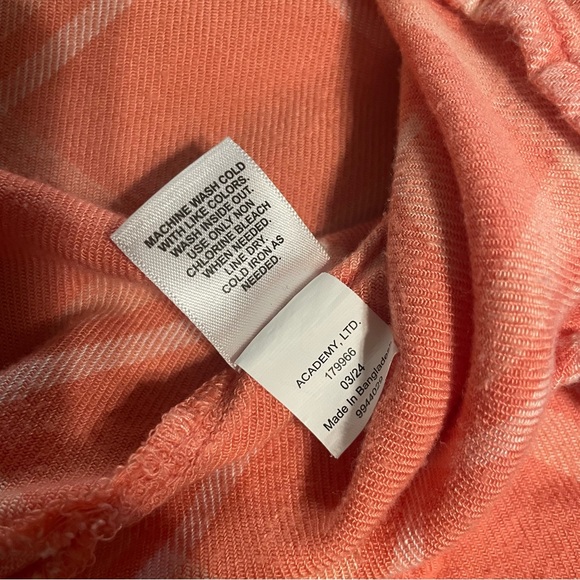 MACHINE WASH COLD
WITH LIKE COLORS.
WASH INSIDE OUT.
USE ONLY NON
CHLORINE BLEACH
WHEN NEEDED.
LINE DRY.
COLD IRON AS
NEEDED.
ACADEMY, LTD.
179966
03/24
Made In Bangladesh